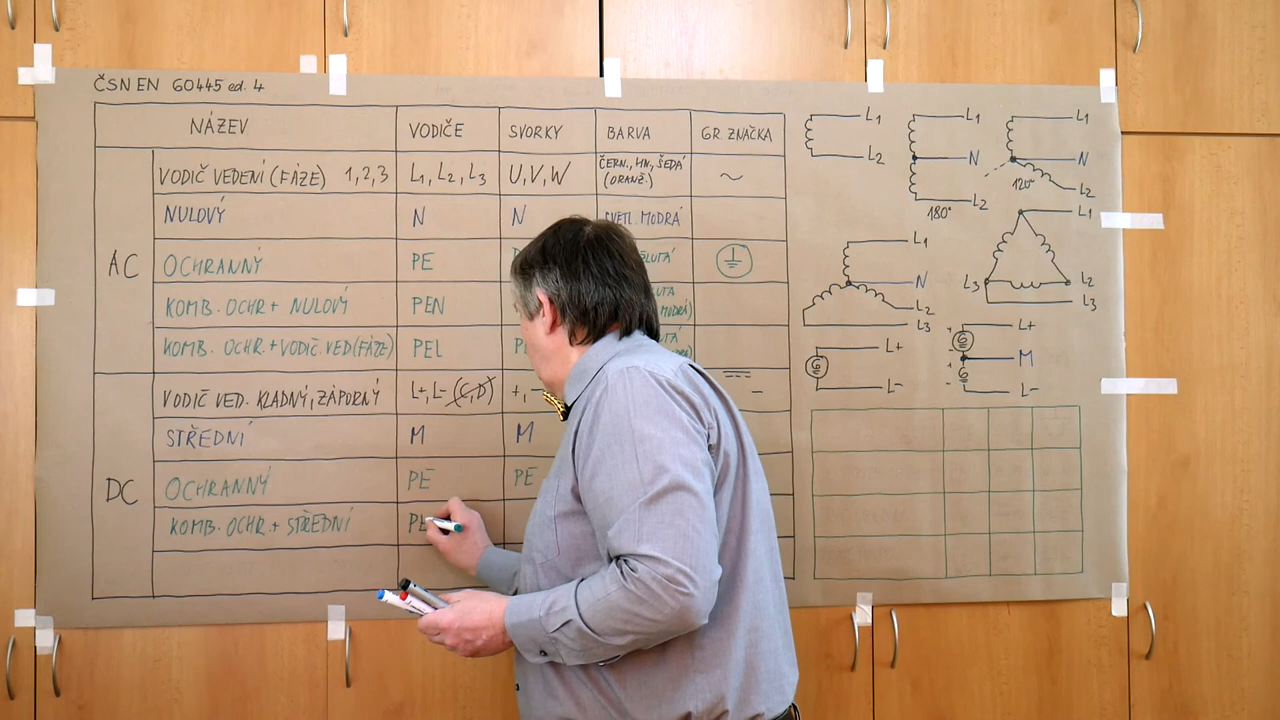 ČSN EN 60445 ed. 4
NÁZEV VODIČE SVORKY BARVA GR. ZNAČKA
AC
VODIČ VEDENÍ (FÁZE) 1,2,3 L1, L2, L3 U,V,W ČERN., HN., ŠEDÁ (ORANŽ.) ~
NULOVÝ N N SVĚTL. MODRÁ
OCHRANNÝ PE
KOMB. OCHR + NULOVÝ PEN MODRÁ)
KOMB. OCHR. + VODIČ. VED (FÁZE) PEL
DC
VODIČ VED. KLADNÝ, ZÁPORNÝ L+, L- (C,D) +, -
STŘEDNÍ M M
OCHRANNÝ PE PE
KOMB. OCHR. + STŘEDNÍ PE
L1
L2
L1
N
L2
180°
L1
N
L2
120°
L1
N
L2
L3
L1
L2
L3
L3
G
L+
L-
G
G
L+
M
L-